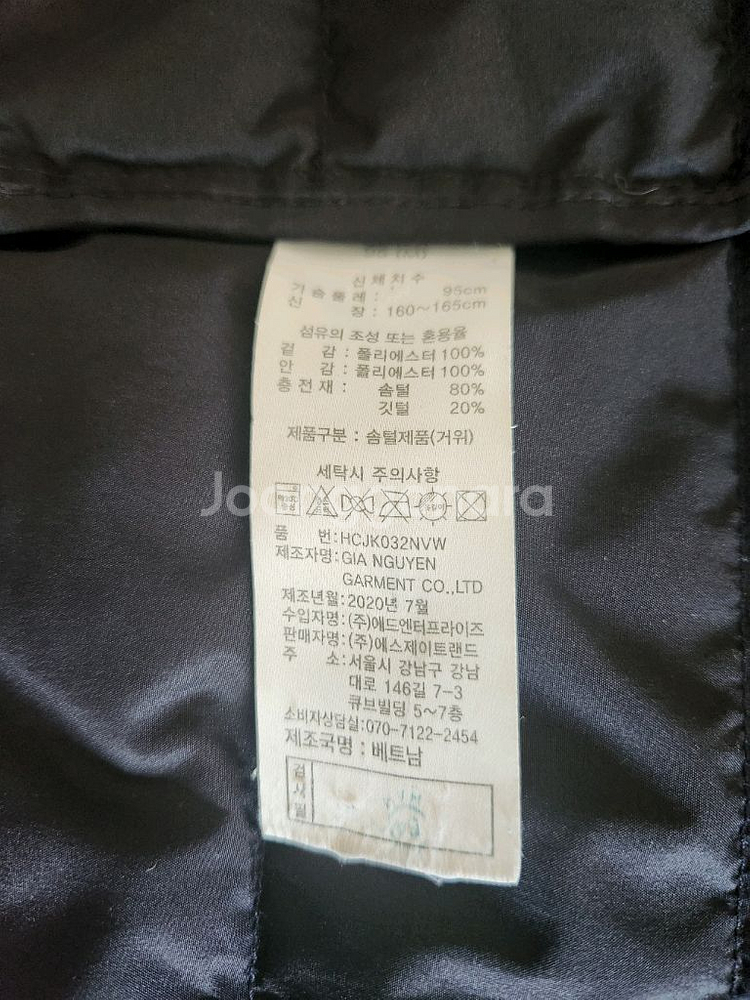 신체치수
가슴둘레 : 95cm
신 장 : 160~165cm
섬유의 조성 또는 혼용율
겉 감 : 폴리에스터 100%
안 감 : 폴리에스터 100%
충전재 : 솜털 80%
깃털 20%
제품구분 : 솜털제품(거위)
세탁시 주의사항
품 번:HCJK032NVW
제조자명:GIA NGUYEN
GARMENT CO.,LTD
제조년월:2020년 7월
수입자명:(주)에드엔터프라이즈
판매자명:(주)에스제이트랜드
주 소:서울시 강남구 강남
대로 146길 7-3
큐브빌딩 5~7층
소비자상담실:070-7122-2454
제조국명 : 베트남
검사필